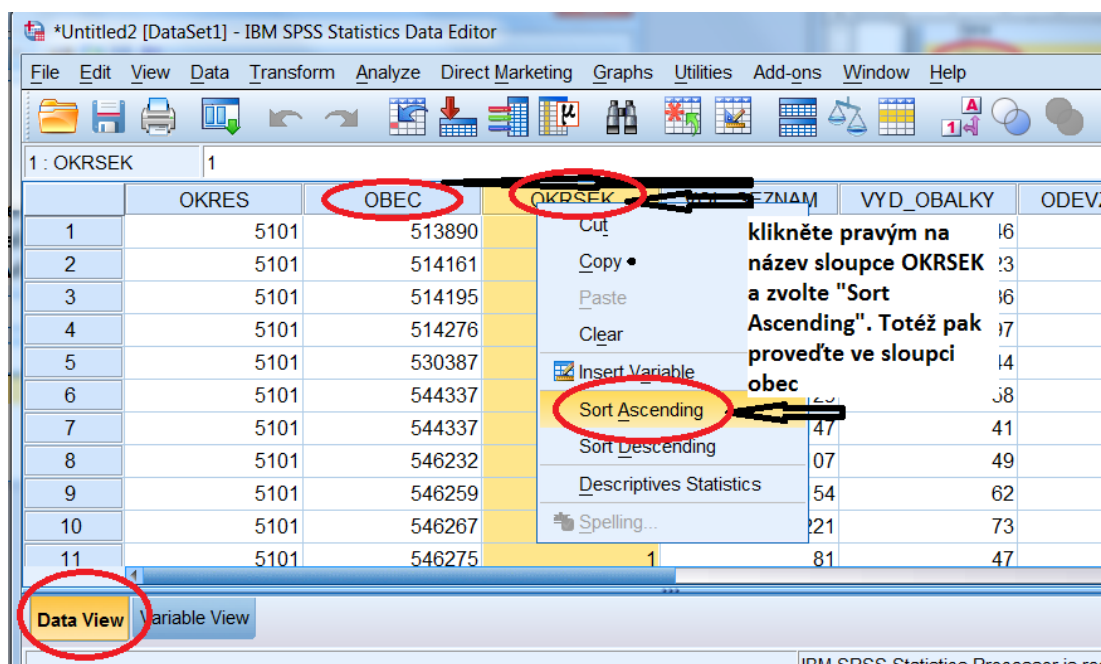 *Untitled2 [DataSet1] - IBM SPSS Statistics Data Editor
File Edit View Data Transform Analyze Direct Marketing Graphs Utilities Add-ons Window Help
1 : OKRSEK 1
OKRES OBEC OKRSEK VYD_OBALKY
1 5101 513890
2 5101 514161
3 5101 514195
4 5101 514276
5 5101 530387
6 5101 544337
7 5101 544337 47 41
8 5101 546232 07 49
9 5101 546259 54 62
10 5101 546267 221 73
11 5101 546275 1 81 47
Cut
Copy
Paste
Clear
Insert Variable
Sort Ascending
Sort Descending
Descriptives Statistics
Spelling...
klikněte pravým na
název sloupce OKRSEK
a zvolte "Sort
Ascending". Totéž pak
proveďte ve sloupci
obec
Data View Variable View